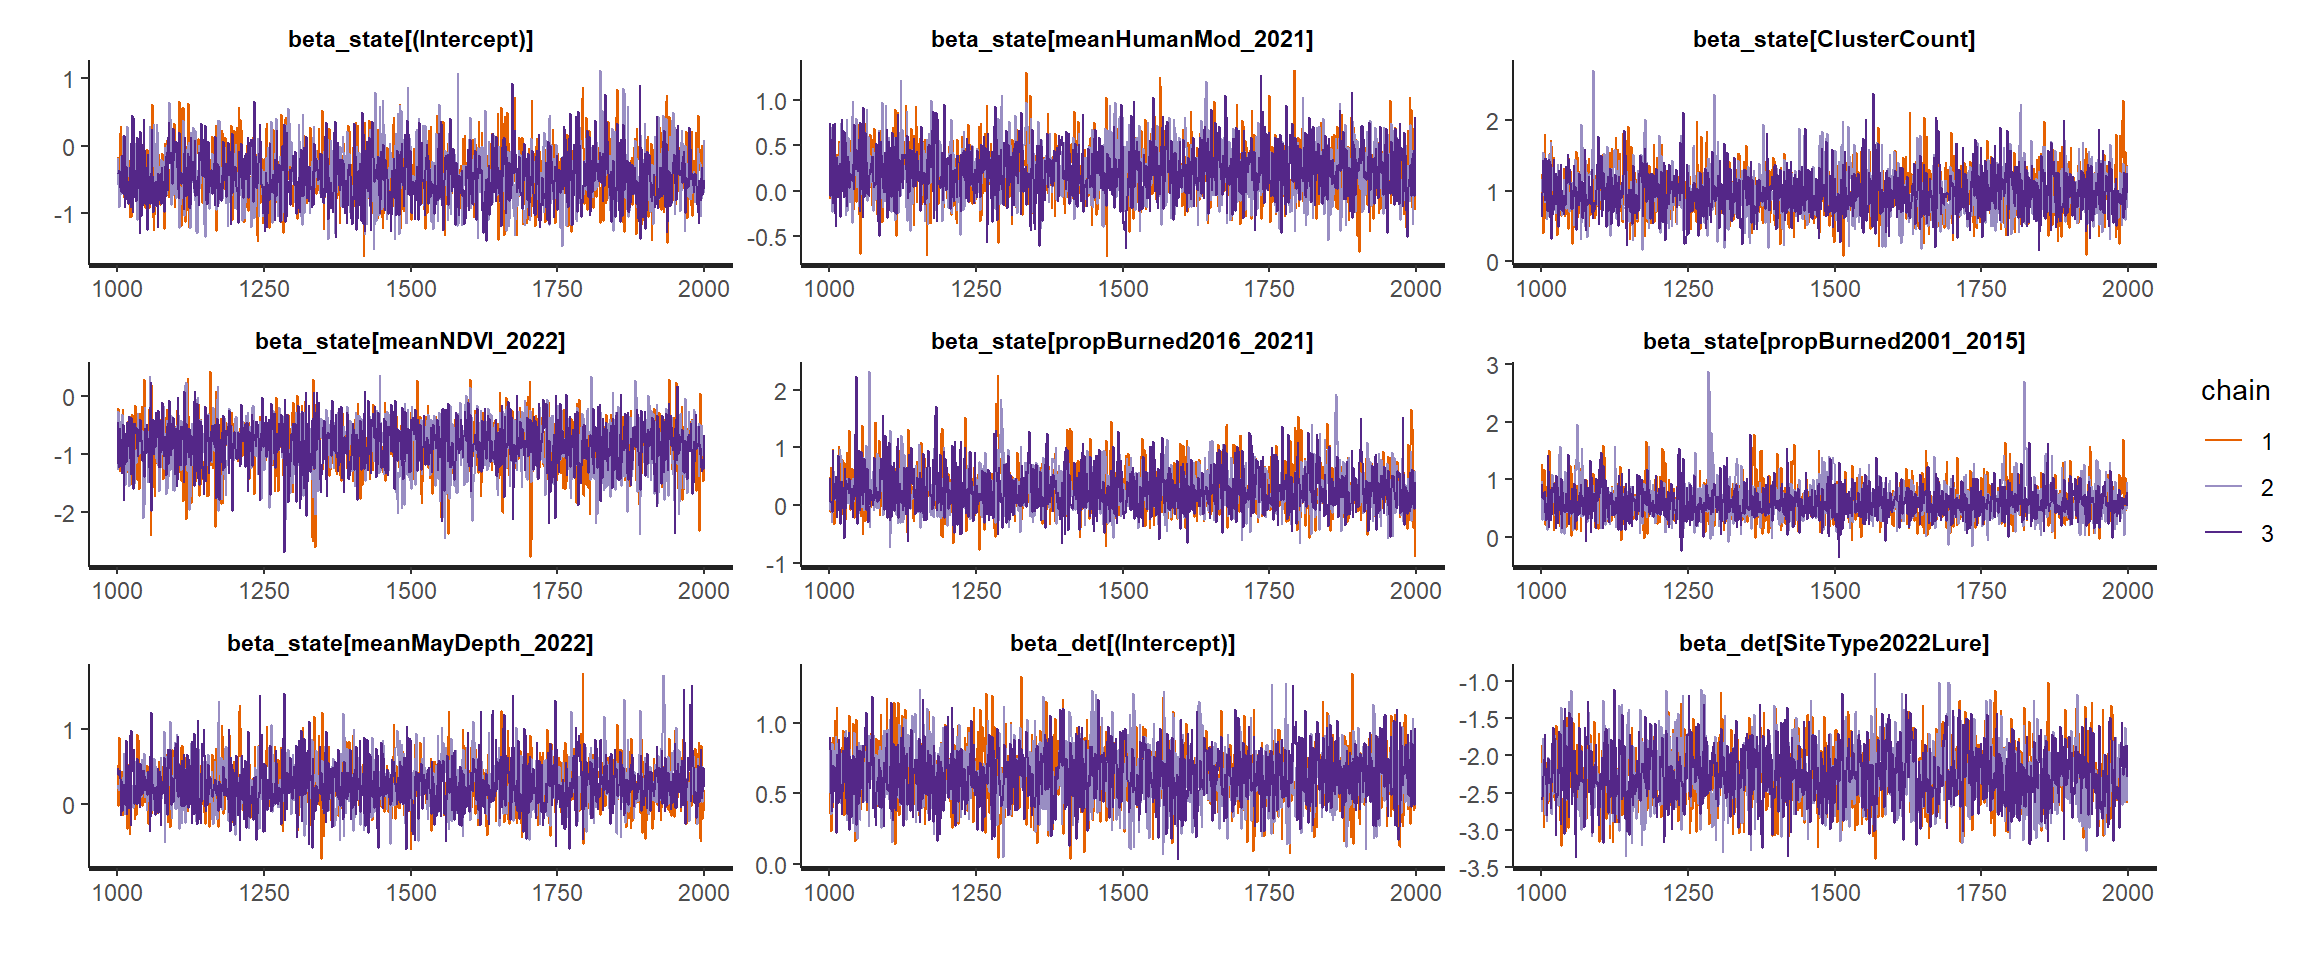 beta_state[(Intercept)]
1
0
-1
1000 1250 1500 1750 2000
beta_state[meanHumanMod_2021]
1.0
0.5
0.0
-0.5
1000 1250 1500 1750 2000
beta_state[ClusterCount]
2
1
0
1000 1250 1500 1750 2000
beta_state[meanNDVI_2022]
0
-1
-2
1000 1250 1500 1750 2000
beta_state[propBurned2016_2021]
2
1
0
-1
1000 1250 1500 1750 2000
beta_state[propBurned2001_2015]
3
2
1
0
1000 1250 1500 1750 2000
beta_state[meanMayDepth_2022]
1
0
1000 1250 1500 1750 2000
beta_det[(Intercept)]
1.0
0.5
0.0
1000 1250 1500 1750 2000
beta_det[SiteType2022Lure]
-1.0
-1.5
-2.0
-2.5
-3.0
-3.5
1000 1250 1500 1750 2000
chain
1
2
3